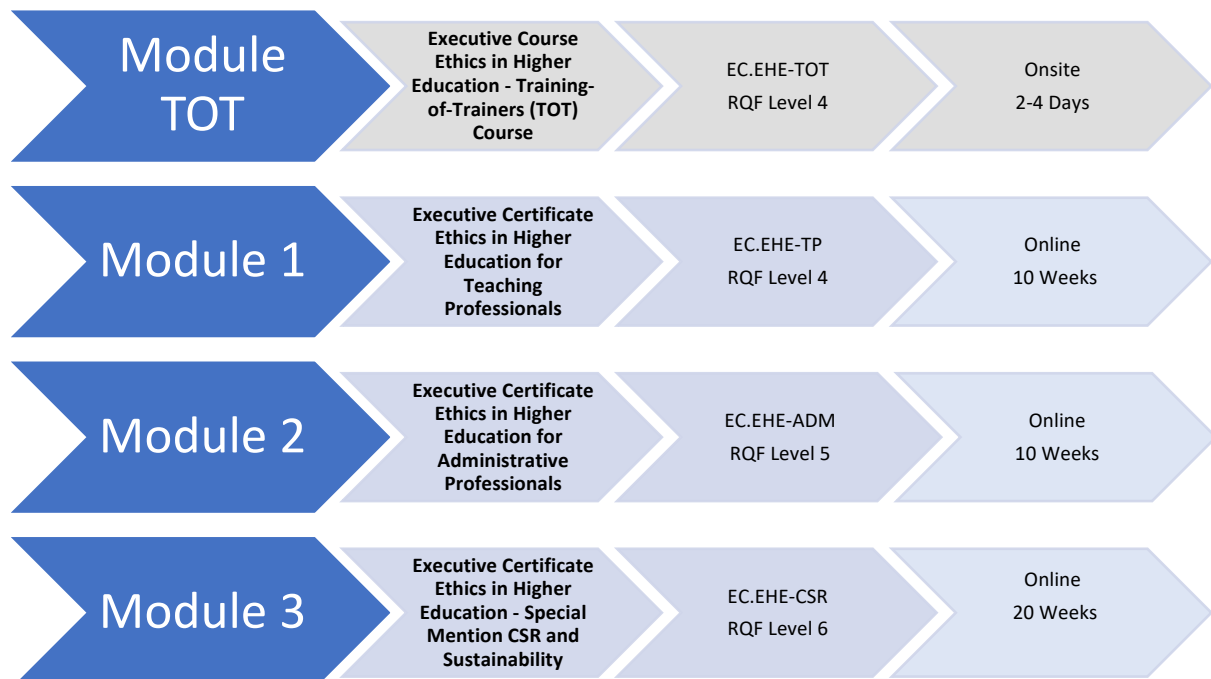 Module
TOT
Executive Course
Ethics in Higher
Education - Training-
of-Trainers (TOT)
Course
EC.EHE-TOT
RQF Level 4
Onsite
2-4 Days
Module 1
Executive Certificate
Ethics in Higher
Education for
Teaching
Professionals
EC.EHE-TP
RQF Level 4
Online
10 Weeks
Module 2
Executive Certificate
Ethics in Higher
Education for
Administrative
Professionals
EC.EHE-ADM
RQF Level 5
Online
10 Weeks
Module 3
Executive Certificate
Ethics in Higher
Education - Special
Mention CSR and
Sustainability
EC.EHE-CSR
RQF Level 6
Online
20 Weeks